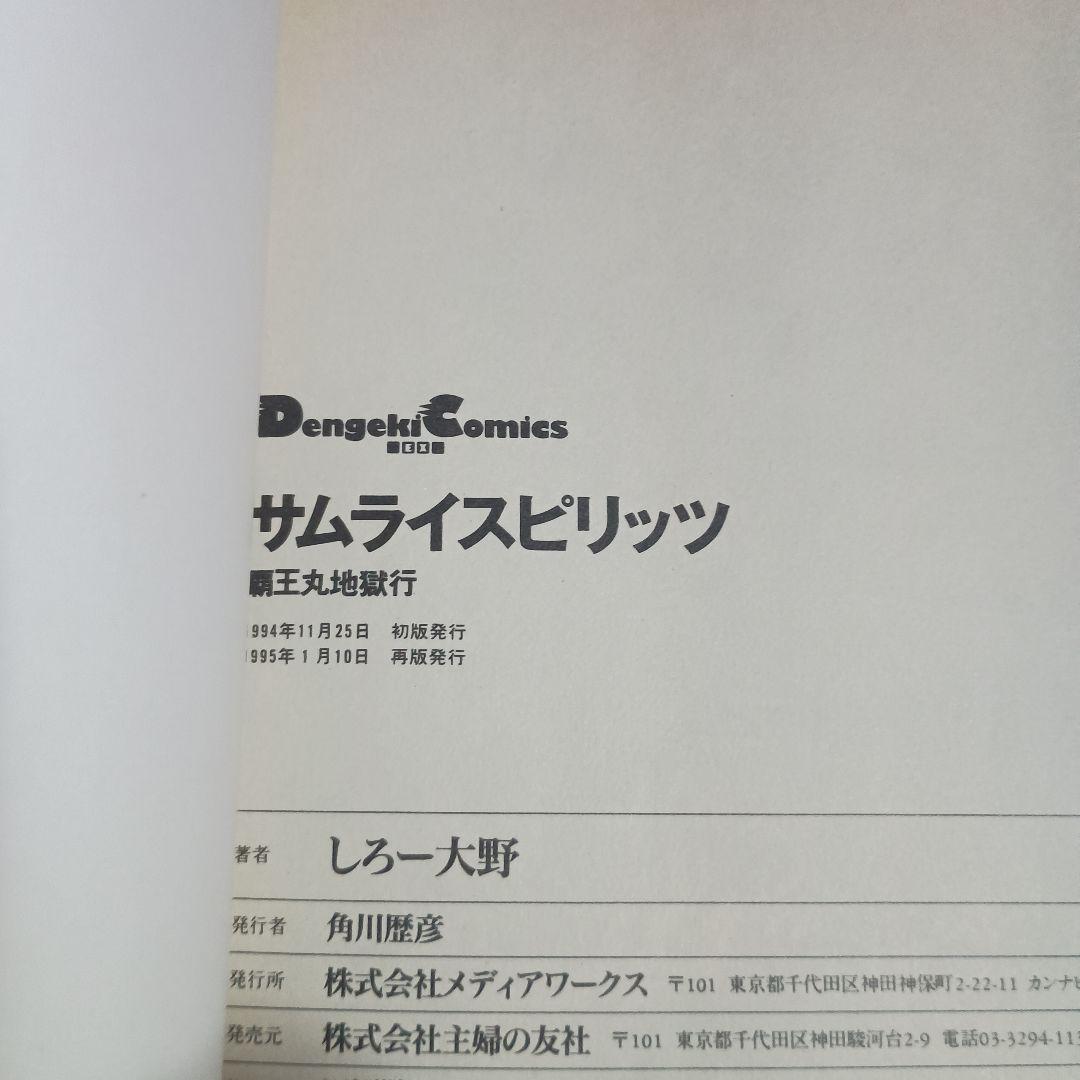 Dengeki Comics
EX
サムライスピリッツ
覇王丸地獄行
1994年11月25日 初版発行
1995年1月10日 再版発行
著者 しろー大野
発行者 角川歴彦
発行所 株式会社メディアワークス 〒101 東京都千代田区神田神保町2-22-11 カンナ
発売元 株式会社主婦の友社 〒101 東京都千代田区神田駿河台2-9 電話03-3294-113